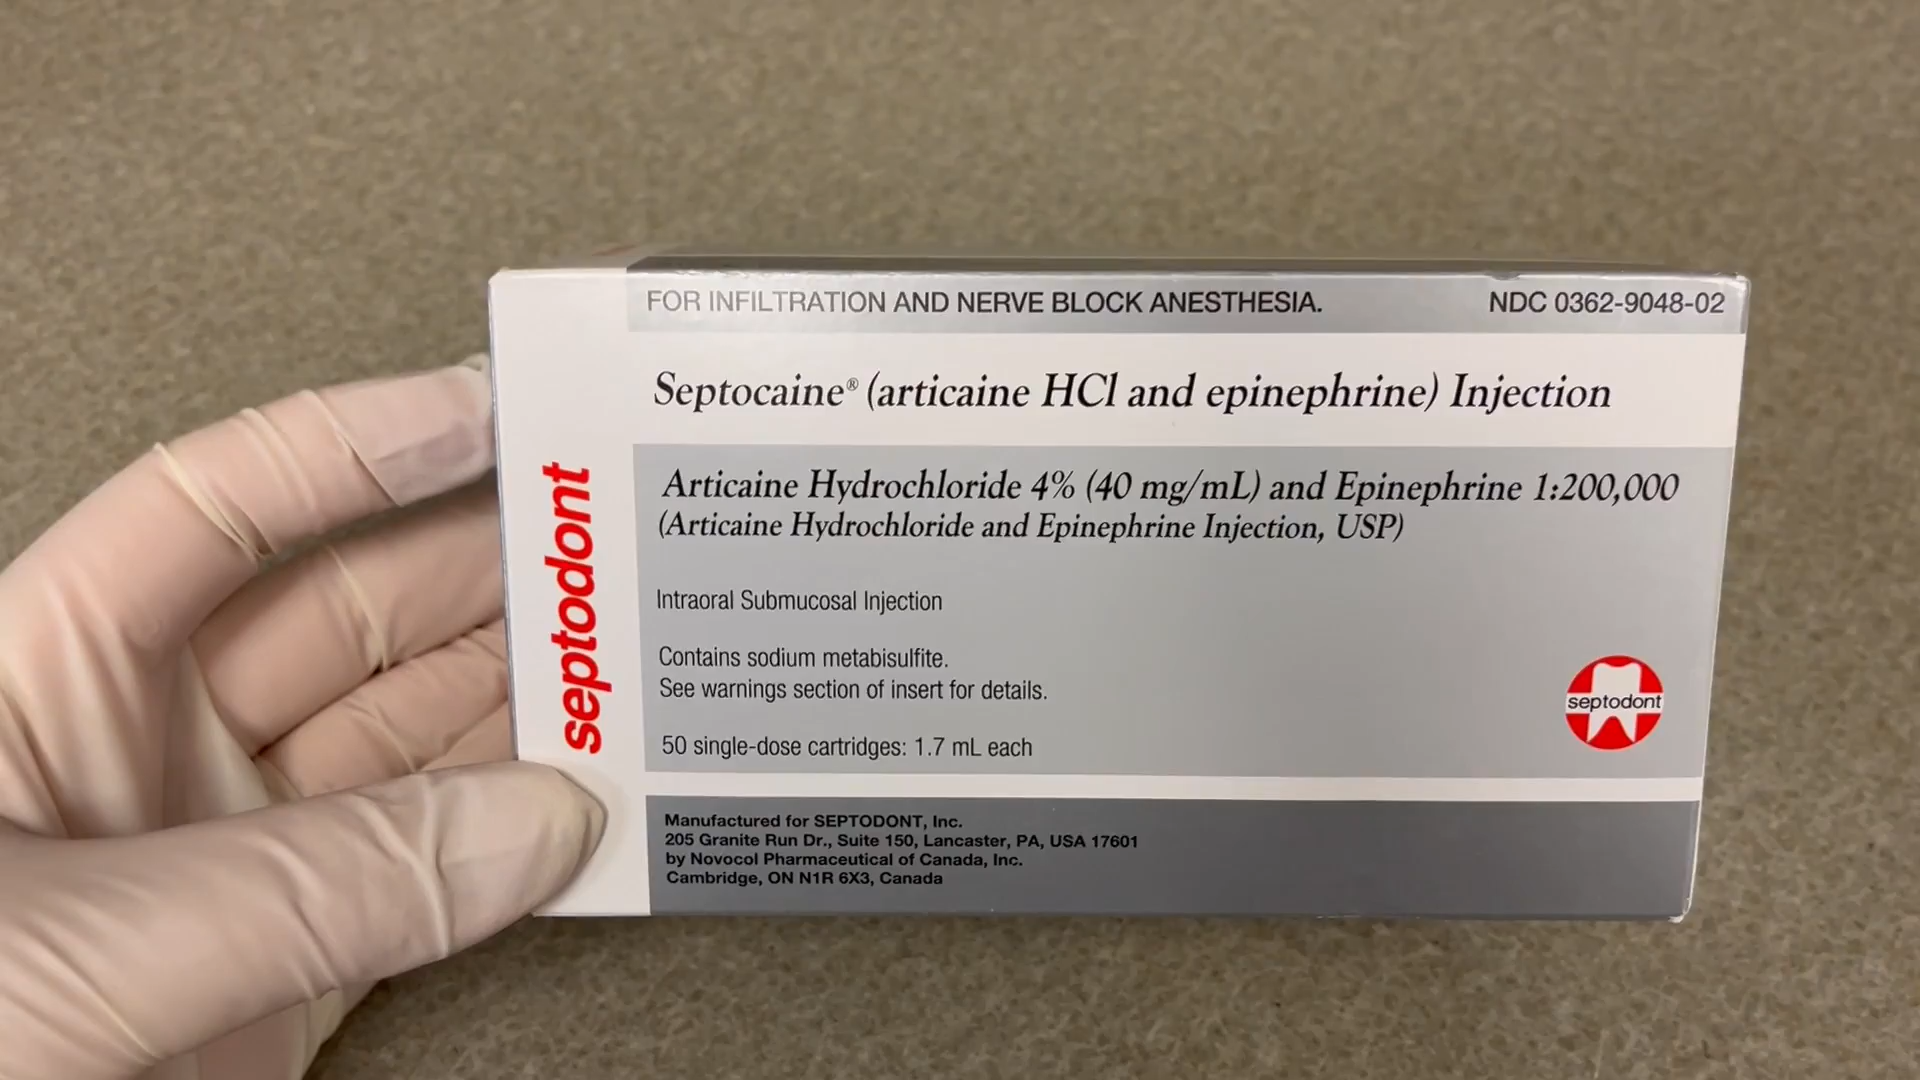 FOR INFILTRATION AND NERVE BLOCK ANESTHESIA.
NDC 0362-9048-02
Septocaine® (articaine HCl and epinephrine) Injection
septodont
Articaine Hydrochloride 4% (40 mg/mL) and Epinephrine 1:200,000
(Articaine Hydrochloride and Epinephrine Injection, USP)
Intraoral Submucosal Injection
Contains sodium metabisulfite.
See warnings section of insert for details.
septodont
50 single-dose cartridges: 1.7 mL each
Manufactured for SEPTODONT, Inc.
205 Granite Run Dr., Suite 150, Lancaster, PA, USA 17601
by Novocol Pharmaceutical of Canada, Inc.
Cambridge, ON N1R 6X3, Canada